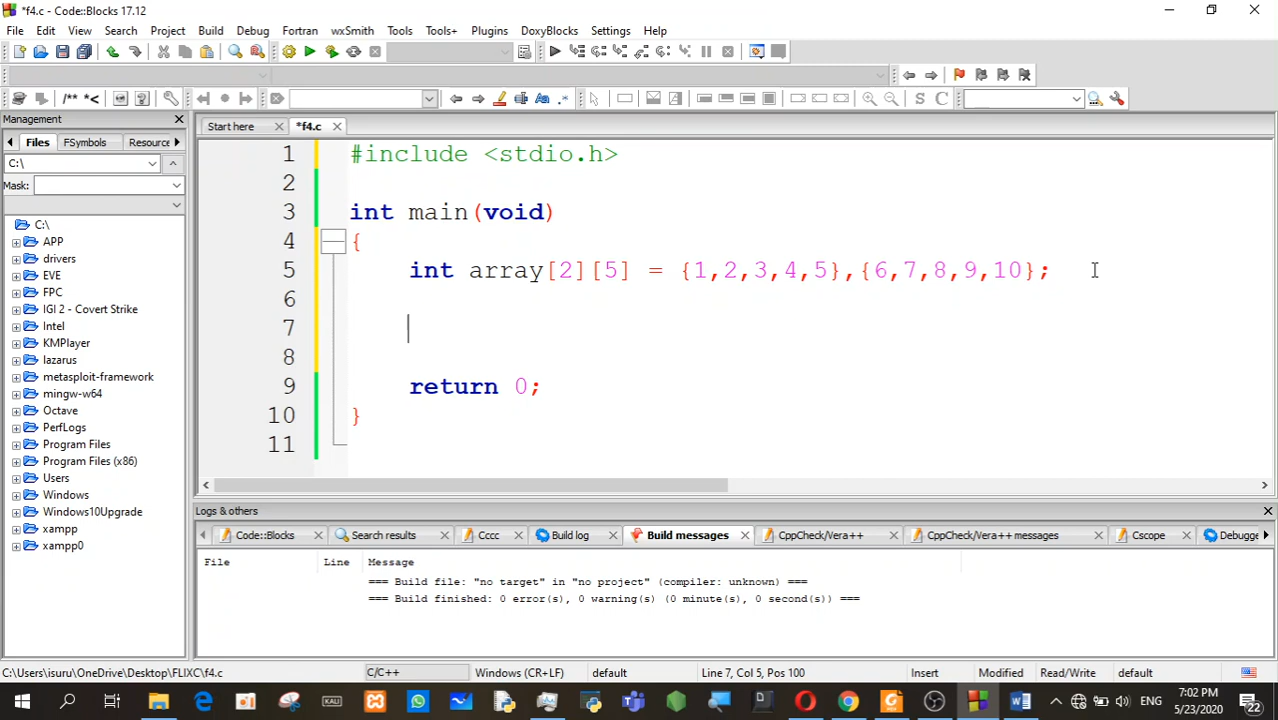 *f4.c - Code::Blocks 17.12
File Edit View Search Project Build Debug Fortran wxSmith Tools Tools+ Plugins DoxyBlocks Settings Help
/** *<
S C
Management
Files FSymbols Resource
C:\
Mask:
C:\
APP
drivers
EVE
FPC
IGI 2 - Covert Strike
Intel
KMPlayer
lazarus
metasploit-framework
mingw-w64
Octave
PerfLogs
Program Files
Program Files (x86)
Users
Windows
Windows10Upgrade
xampp
xampp0
Start here *f4.c
1 #include <stdio.h>
2
3 int main(void)
4 {
5 int array[2][5] = {1,2,3,4,5},{6,7,8,9,10};
6
7
8
9 return 0;
10 }
11
Logs & others
Code::Blocks Search results Cccc Build log Build messages CppCheck/Vera++ CppCheck/Vera++ messages Cscope Debugge
File Line Message
=== Build file: "no target" in "no project" (compiler: unknown) ===
=== Build finished: 0 error(s), 0 warning(s) (0 minute(s), 0 second(s)) ===
C:\Users\isuru\OneDrive\Desktop\FLIXC\f4.c C/C++ Windows (CR+LF) default Line 7, Col 5, Pos 100 Insert Modified Read/Write default
KALI
ENG
7:02 PM
5/23/2020
22